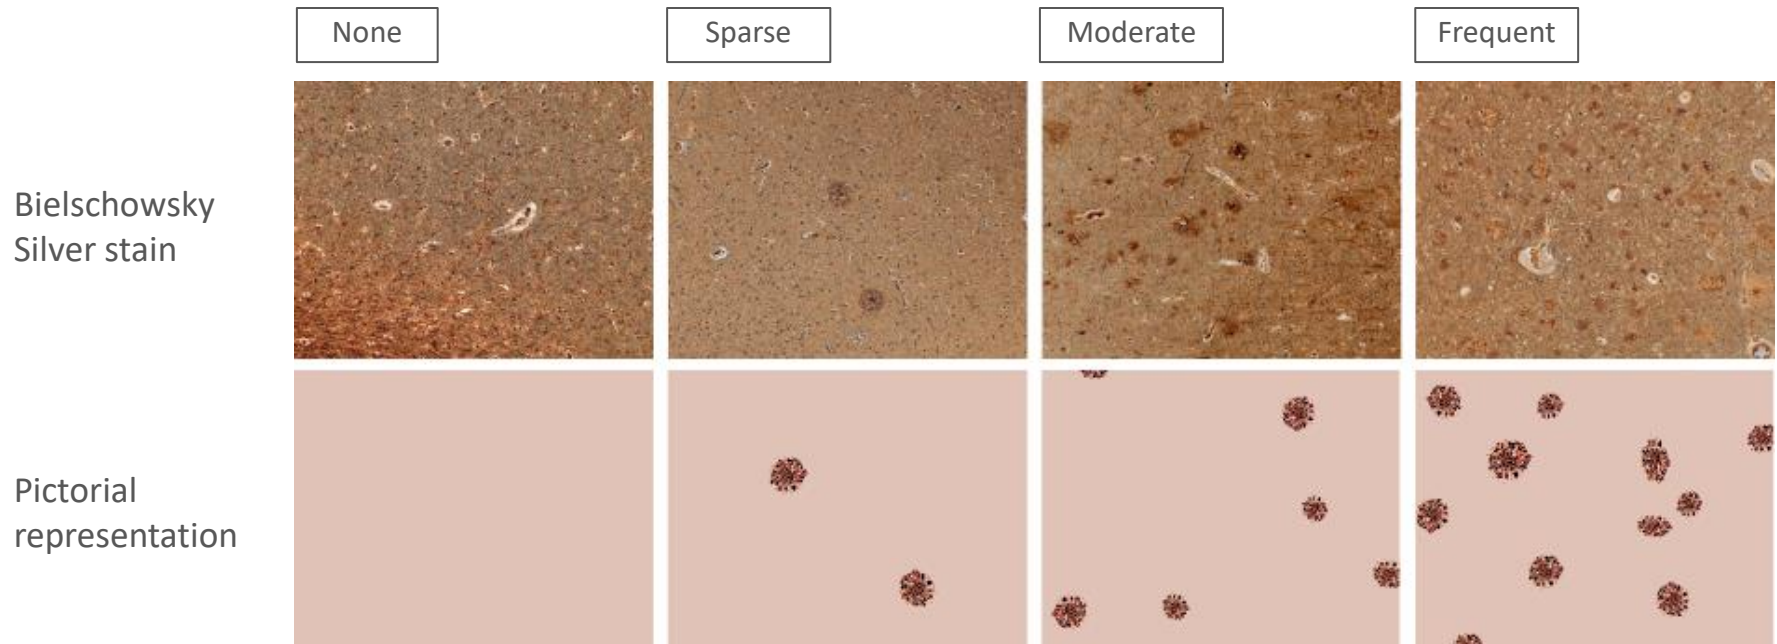 None
Sparse
Moderate
Frequent
Bielschowsky
Silver stain
Pictorial
representation